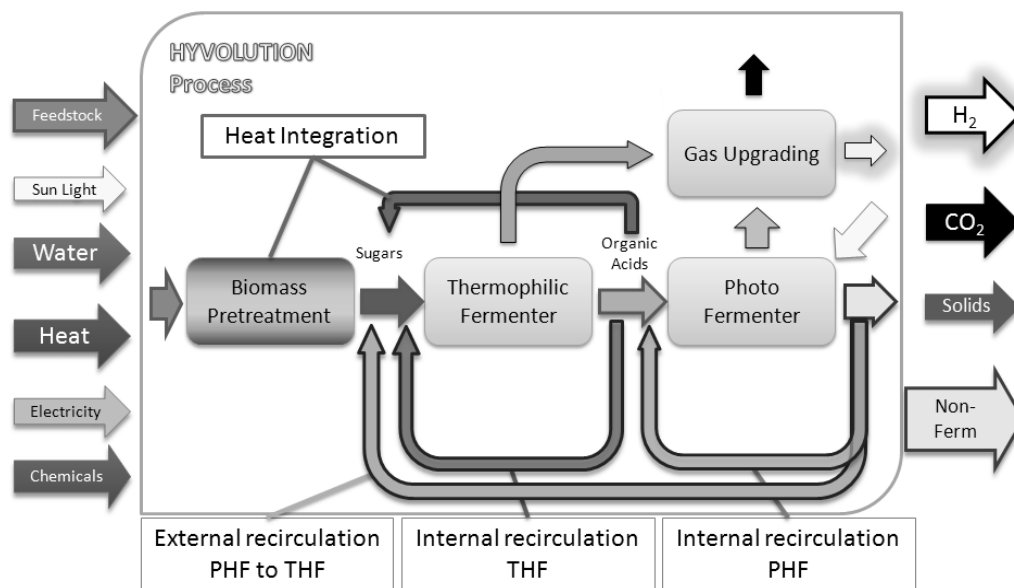 HYVOLUTION
Process
Feedstock
Sun Light
Water
Heat
Electricity
Chemicals
Heat Integration
Sugars
Organic
Acids
Biomass
Pretreatment
Thermophilic
Fermenter
Photo
Fermenter
Gas Upgrading
H₂
CO₂
Solids
Non-
Ferm
External recirculation
PHF to THF
Internal recirculation
THF
Internal recirculation
PHF